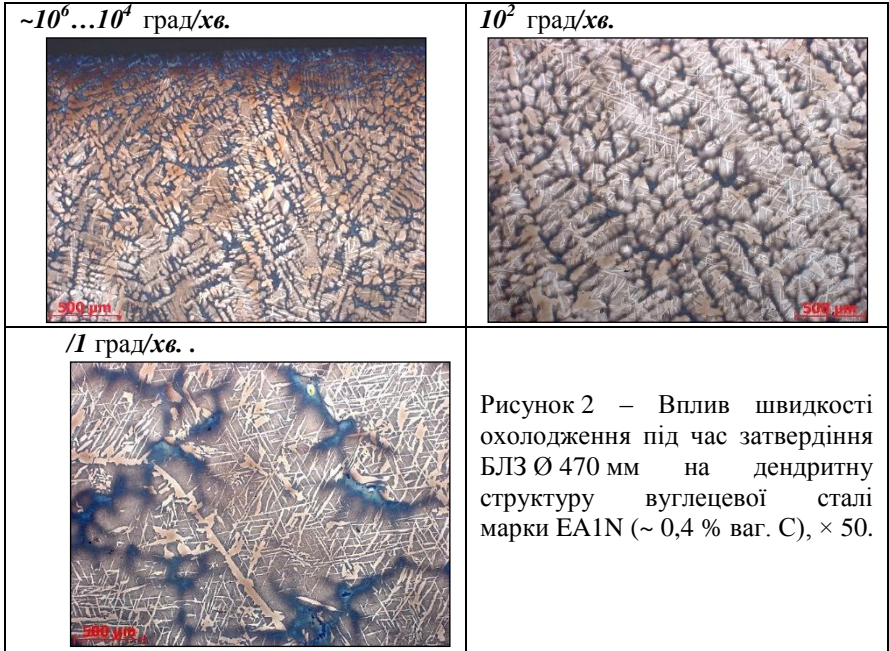 ~10⁶…10⁴ град/хв.
10² град/хв.
500 µm
500 µm
/1 град/хв. .
500 µm
Рисунок 2 – Вплив швидкості
охолодження під час затвердіння
БЛЗ Ø 470 мм на дендритну
структуру вуглецевої сталі
марки ЕА1N (~ 0,4 % ваг. С), × 50.